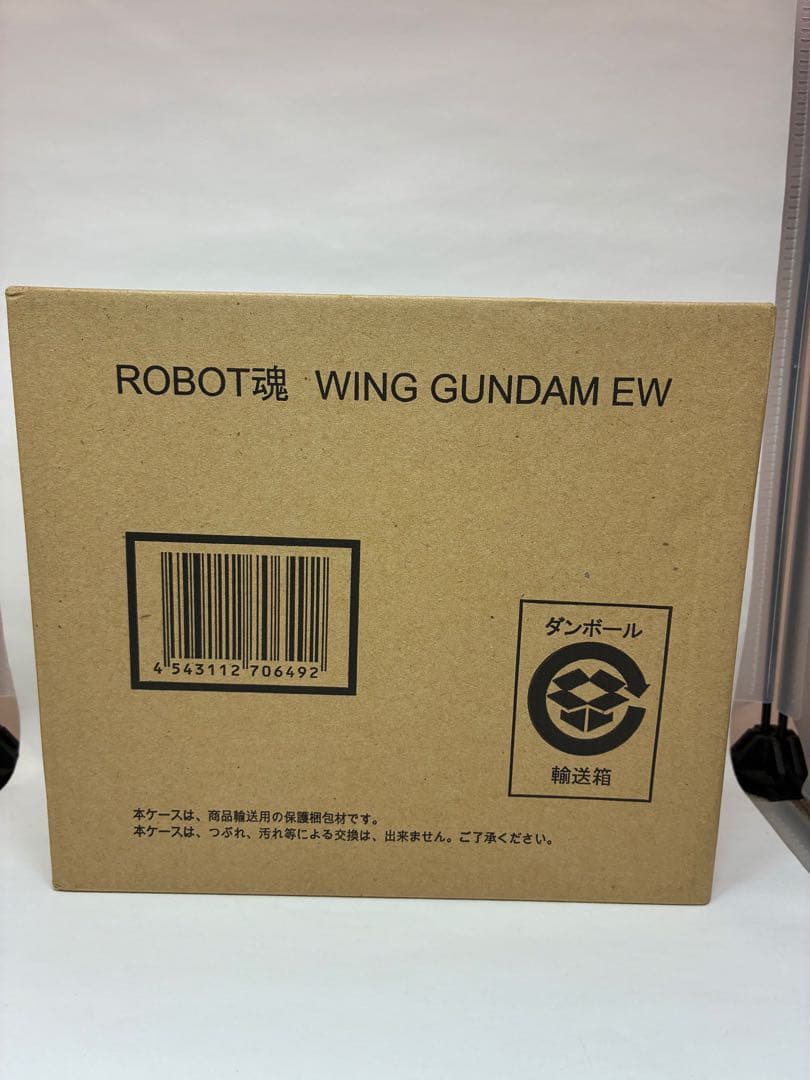 ROBOT魂 WING GUNDAM EW
4 543112 706492
ダンボール
輸送箱
本ケースは、商品輸送用の保護梱包材です。
本ケースは、つぶれ、汚れ等による交換は、出来ません。ご了承ください。